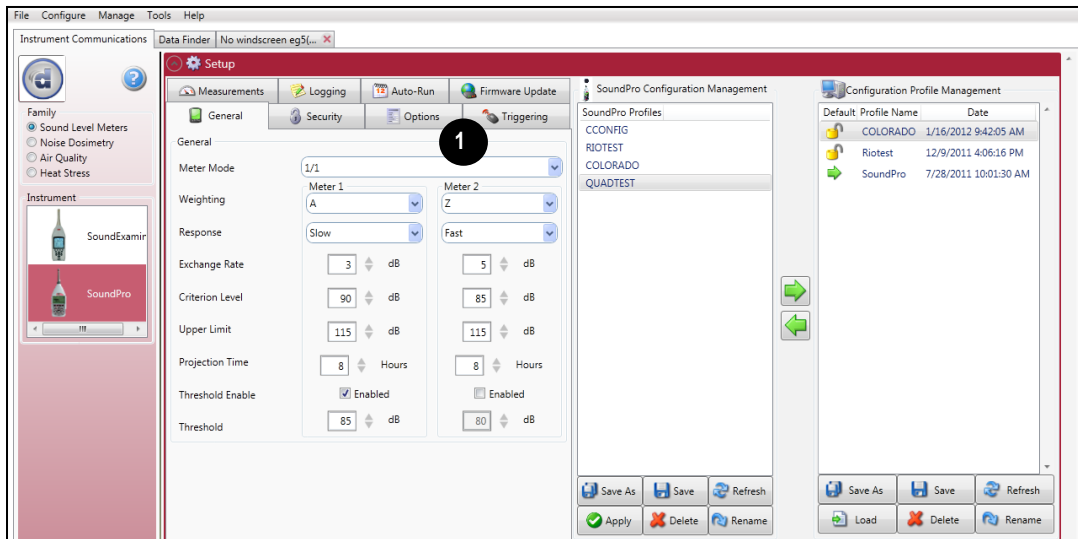 File Configure Manage Tools Help
Instrument Communications Data Finder No windscreen eg5(...
Setup
Family
Sound Level Meters
Noise Dosimetry
Air Quality
Heat Stress
Instrument
SoundExamin
SoundPro
Measurements Logging Auto-Run Firmware Update
General Security Options Triggering
1
General
Meter Mode 1/1
Meter 1 Meter 2
Weighting A Z
Response Slow Fast
Exchange Rate 3 dB 5 dB
Criterion Level 90 dB 85 dB
Upper Limit 115 dB 115 dB
Projection Time 8 Hours 8 Hours
Threshold Enable Enabled Enabled
Threshold 85 dB 80 dB
SoundPro Configuration Management
SoundPro Profiles
CCONFIG
RIOTEST
COLORADO
QUADTEST
Save As Save Refresh
Apply Delete Rename
Configuration Profile Management
Default Profile Name Date
COLORADO 1/16/2012 9:42:05 AM
Riotest 12/9/2011 4:06:16 PM
SoundPro 7/28/2011 10:01:30 AM
Save As Save Refresh
Load Delete Rename